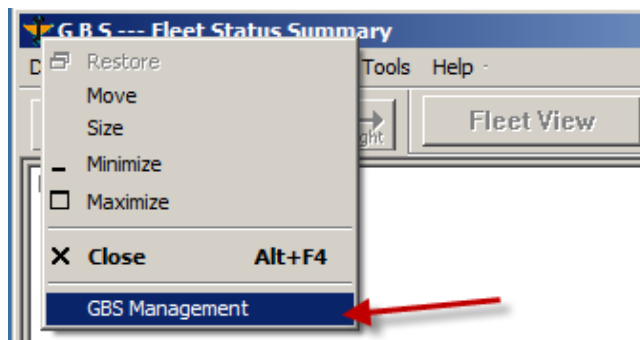 G B S --- Fleet Status Summary
Tools Help
Restore
Move
Size
Fleet View
Minimize
Maximize
Close Alt+F4
GBS Management